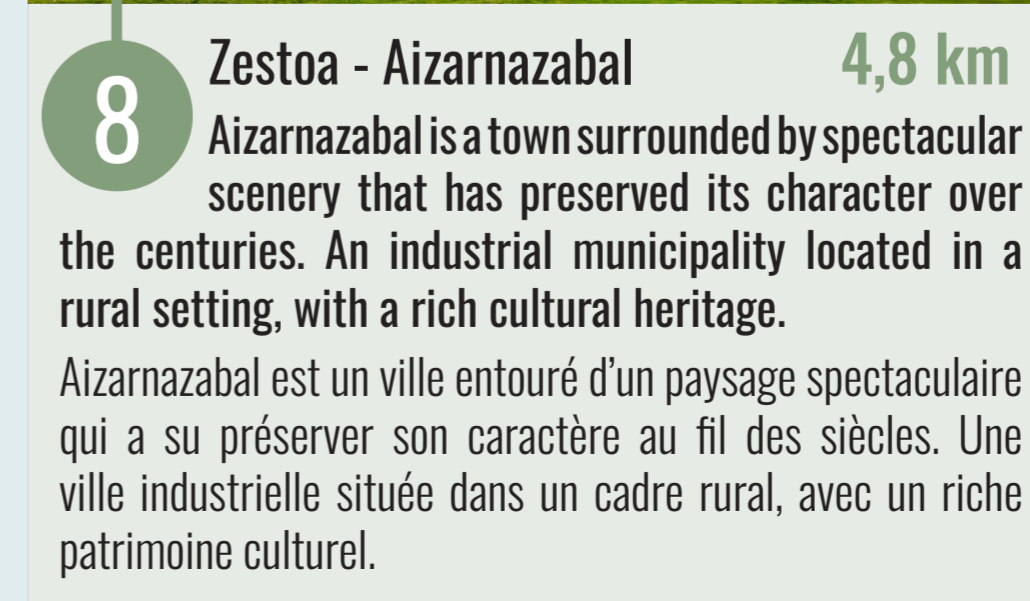 8
Zestoa - Aizarnazabal 4,8 km
Aizarnazabal is a town surrounded by spectacular
scenery that has preserved its character over
the centuries. An industrial municipality located in a
rural setting, with a rich cultural heritage.
Aizarnazabal est un ville entouré d’un paysage spectaculaire
qui a su préserver son caractère au fil des siècles. Une
ville industrielle située dans un cadre rural, avec un riche
patrimoine culturel.